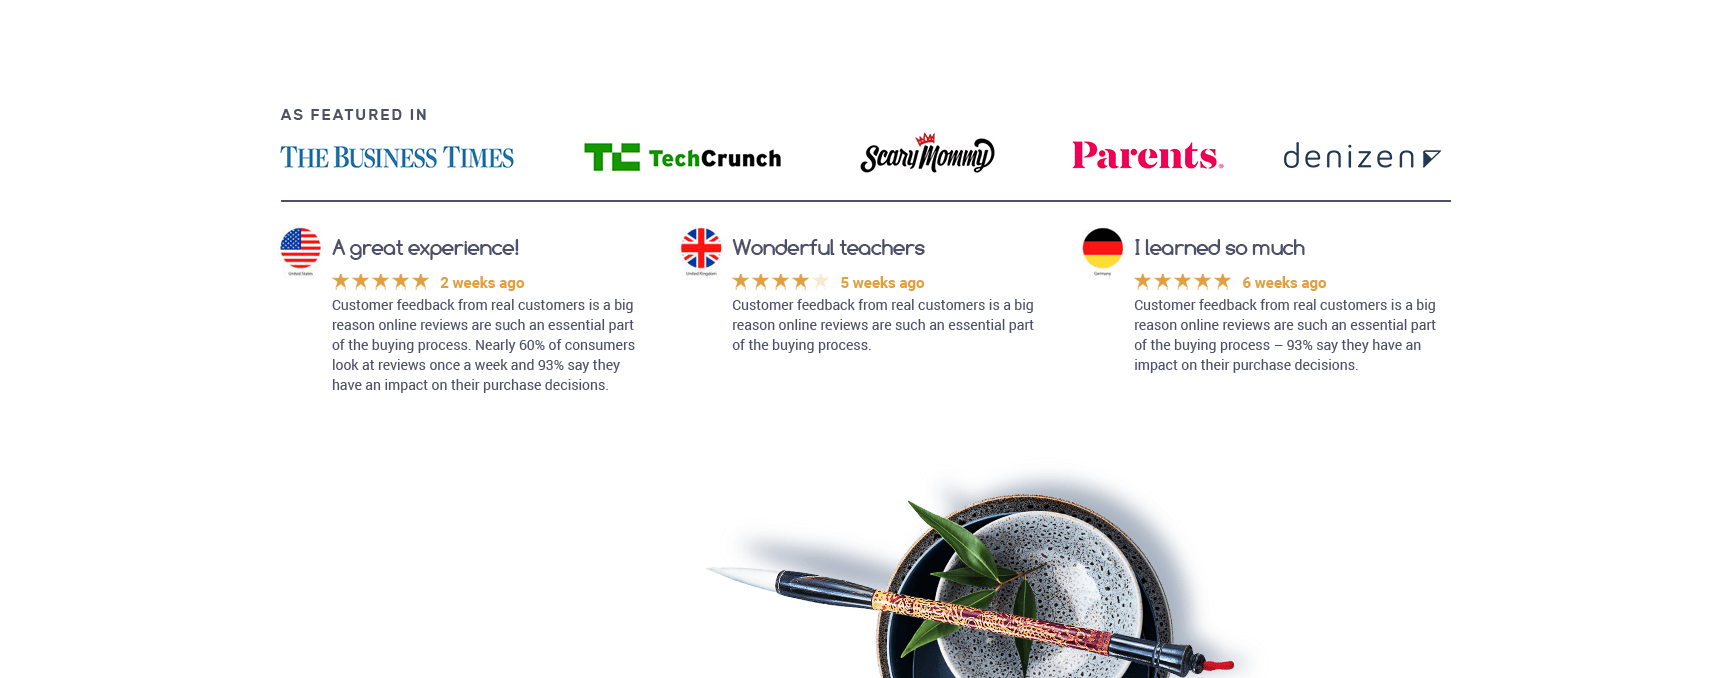 AS FEATURED IN
THE BUSINESS TIMES
TechCrunch
Scary Mommy
Parents®
denizen
A great experience!
United States
2 weeks ago
Customer feedback from real customers is a big
reason online reviews are such an essential part
of the buying process. Nearly 60% of consumers
look at reviews once a week and 93% say they
have an impact on their purchase decisions.
Wonderful teachers
United Kingdom
5 weeks ago
Customer feedback from real customers is a big
reason online reviews are such an essential part
of the buying process.
I learned so much
Germany
6 weeks ago
Customer feedback from real customers is a big
reason online reviews are such an essential part
of the buying process – 93% say they have an
impact on their purchase decisions.